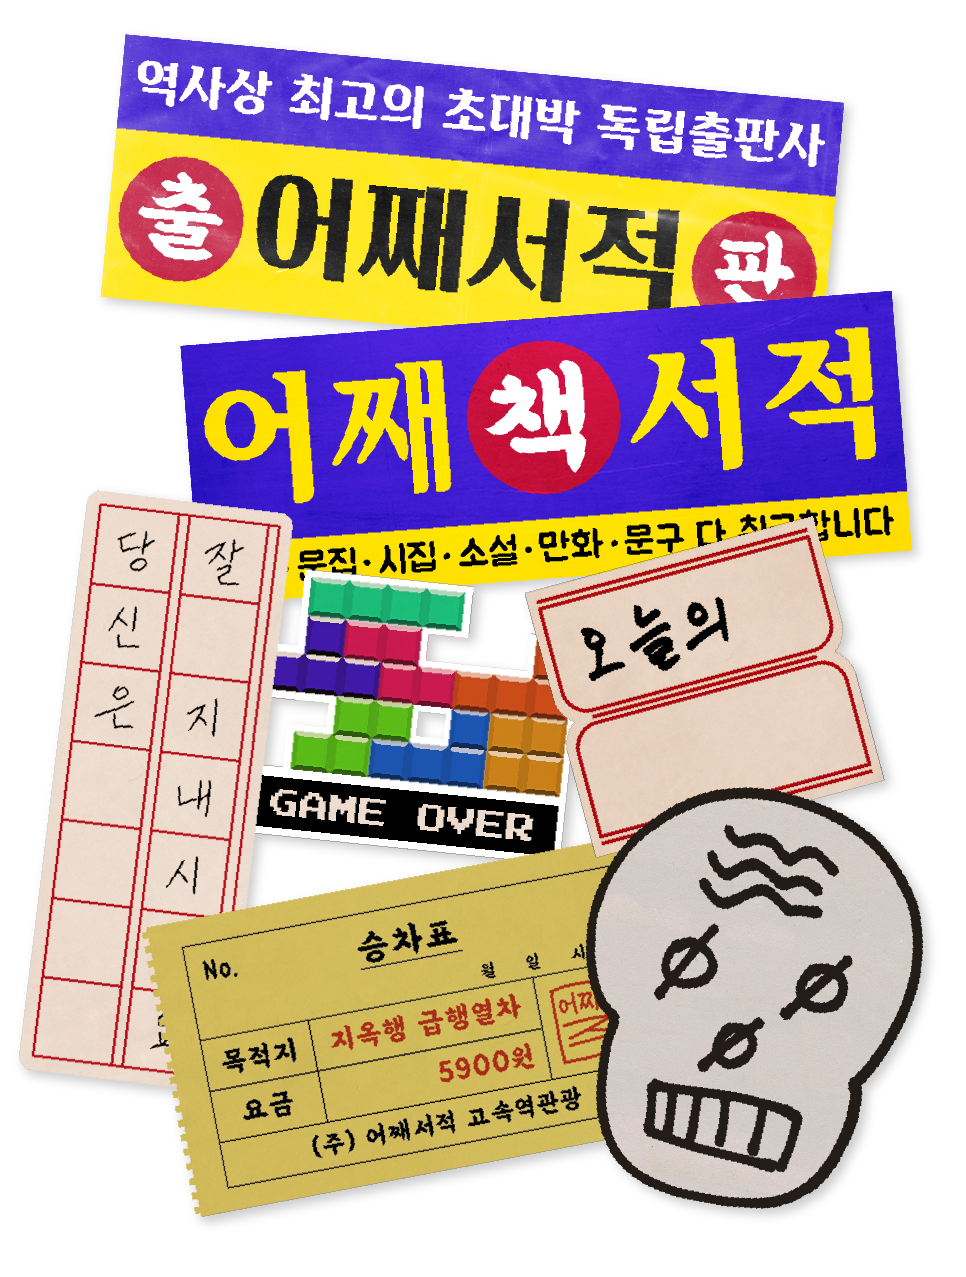 역사상 최고의 초대박 독립출판사
출 어째서적 판
어째 책 서적
문집·시집·소설·만화·문구 다 취급합니다
당신은
잘 지내시
오늘의
GAME OVER
No.
승차표
월 일
목적지 지옥행 급행열차
요금 5900원
어째
(주) 어째서적 고속역관광